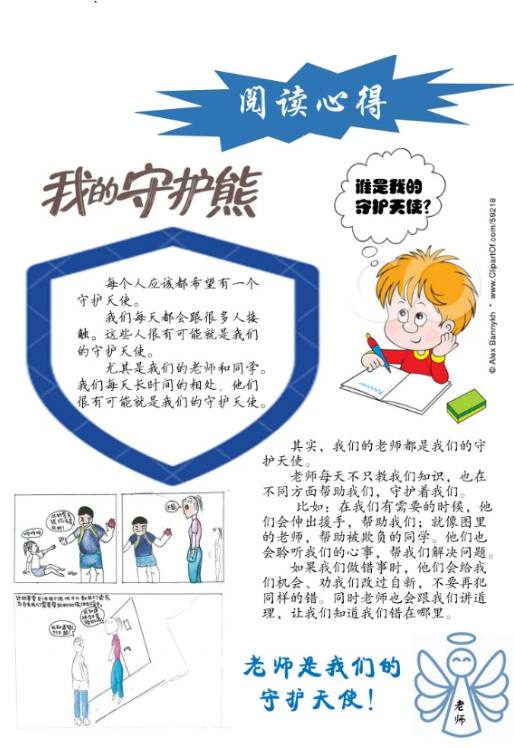 阅读心得
我的守护熊
谁是我的
守护天使?
© Alex Bannykh * www.ClipartOf.com/59218
每个人应该都希望有一个
守护天使。
我们每天都会跟很多人接
触。这些人很有可能就是我们
的守护天使。
尤其是我们的老师和同学。
我们每天长时间的相处，他们
很有可能就是我们的守护天使。
其实，我们的老师都是我们的守
护天使。
老师每天不只教我们知识，也在
不同方面帮助我们，守护着我们。
比如：在我们有需要的时候，他
们会伸出援手，帮助我们；就像图里
的老师，帮助被欺负的同学。他们也
会聆听我们的心事，帮我们解决问题。
如果我们做错事时，他们会给我
们机会、劝我们改过自新，不要再犯
同样的错。同时老师也会跟我们讲道
理，让我们知道我们错在哪里。
老师是我们的
守护天使！
老
师